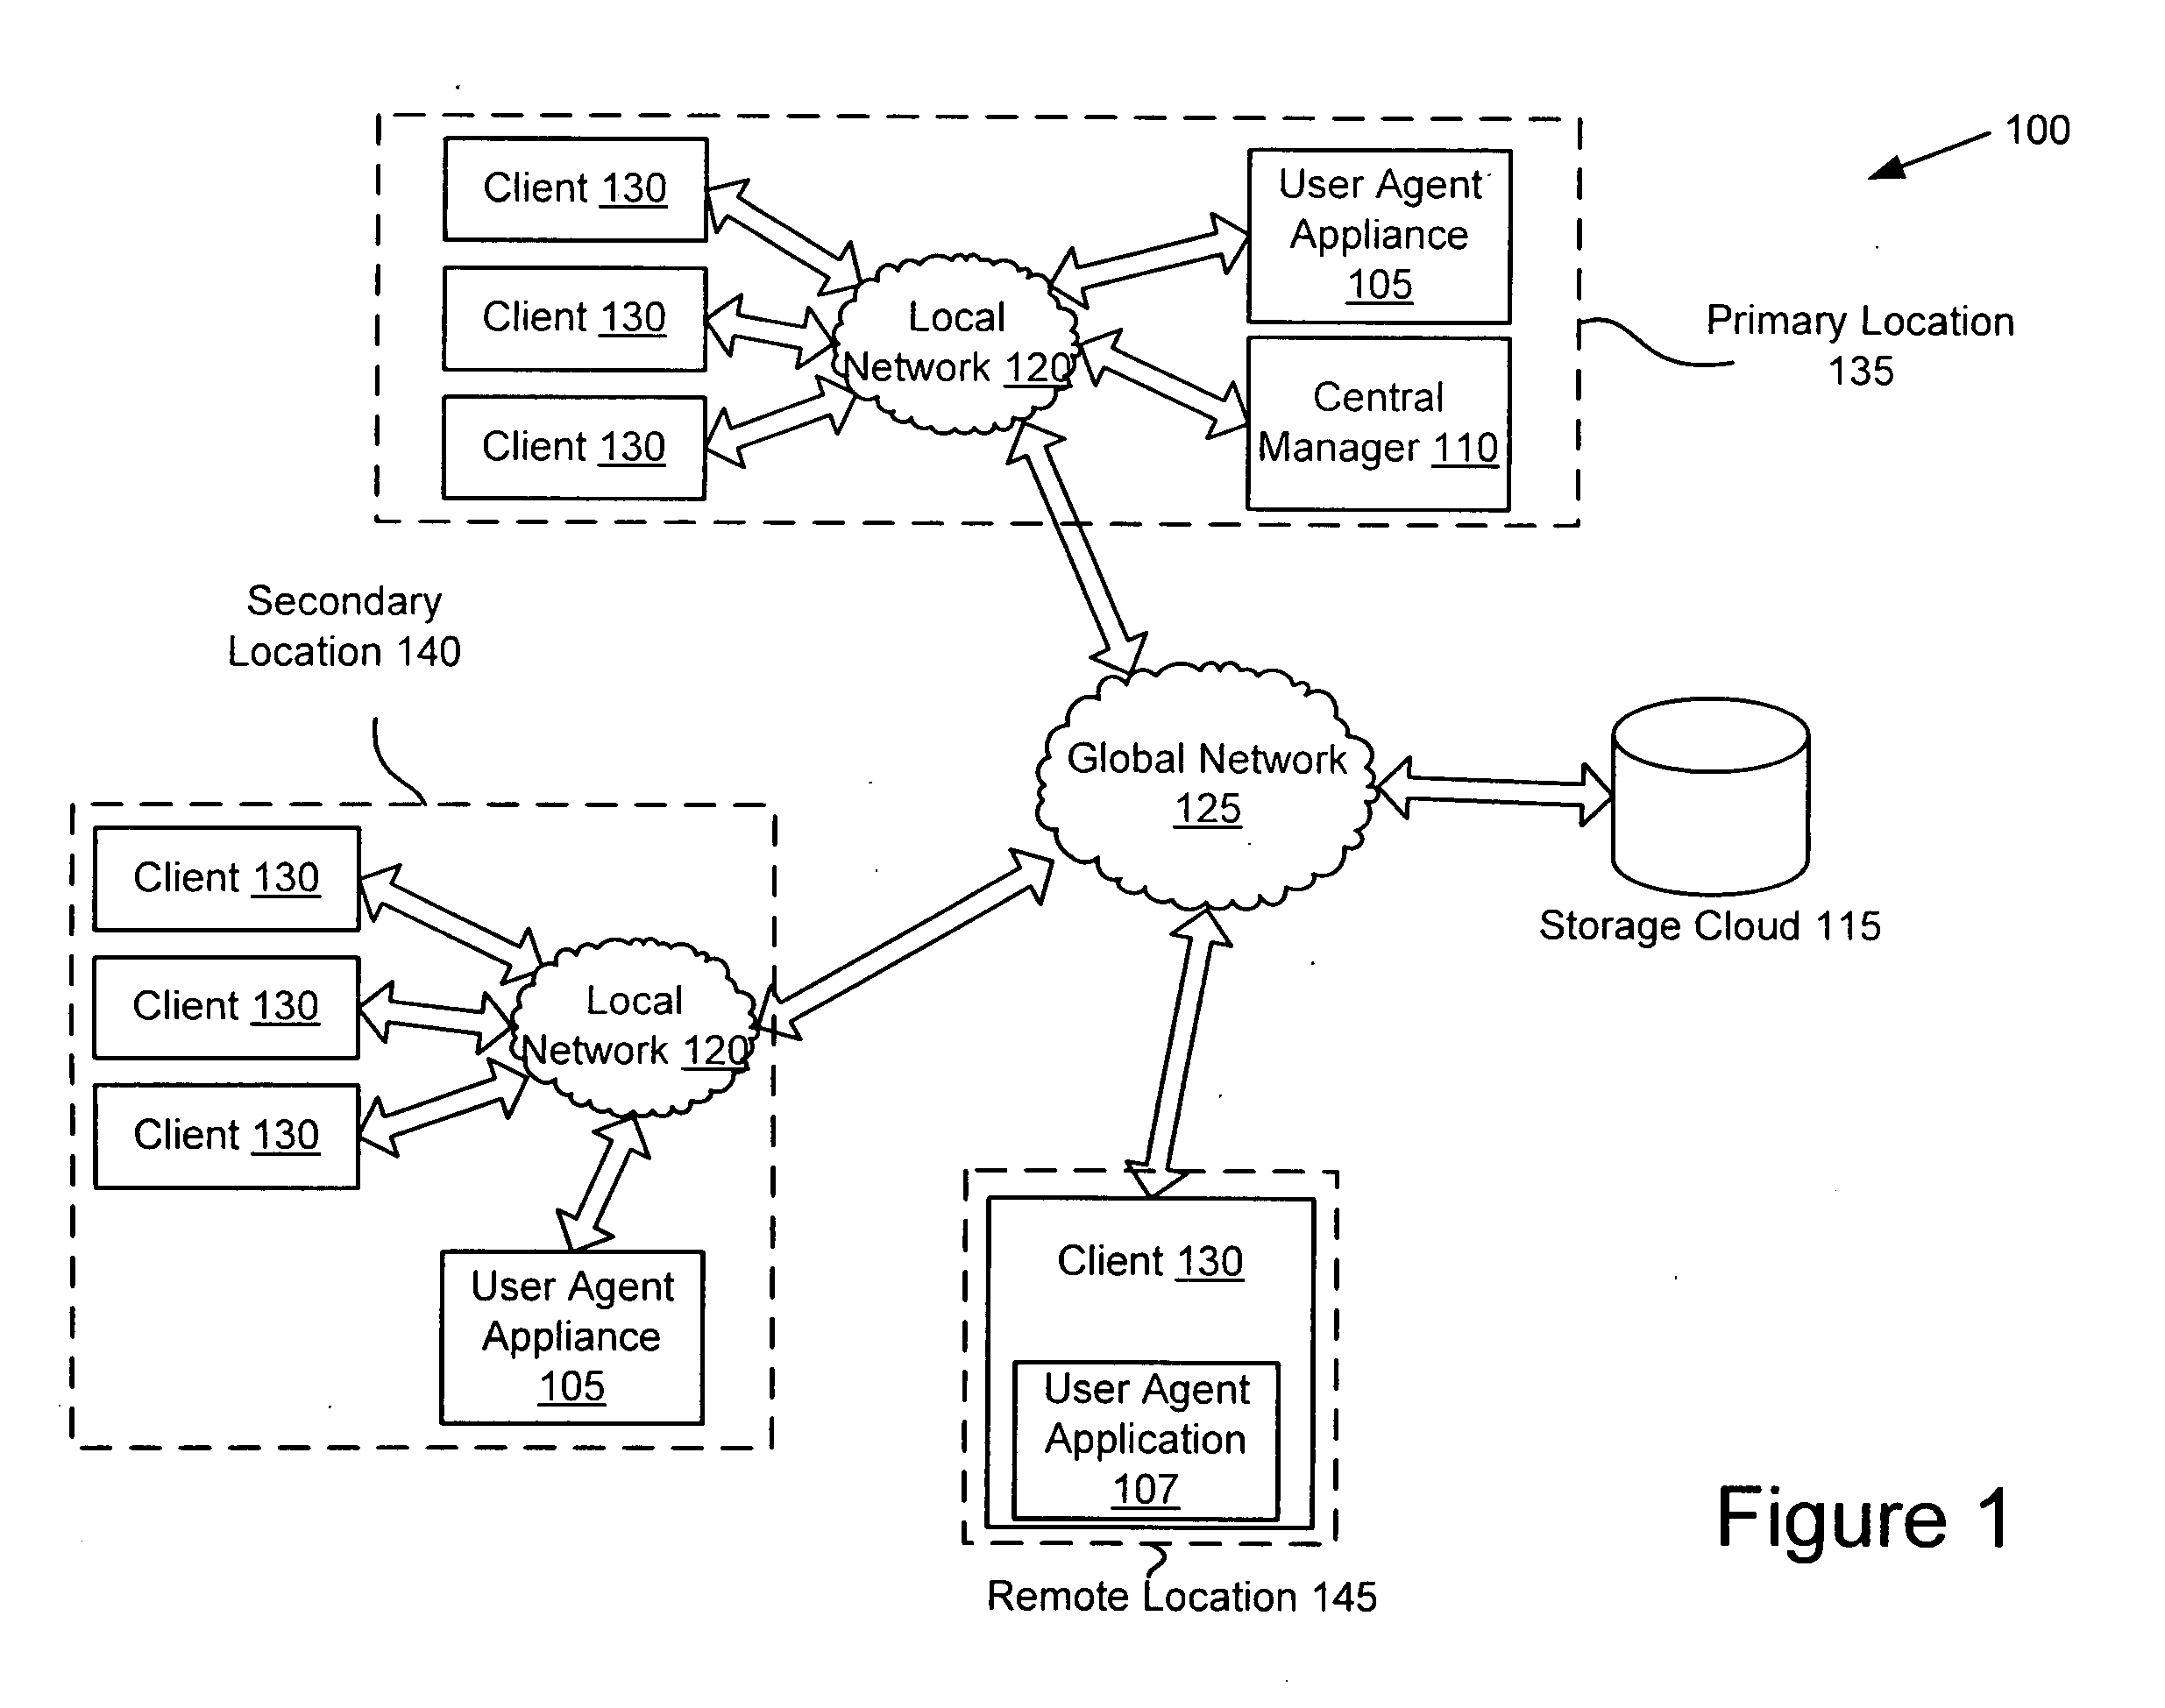 100
Client 130
Client 130
Client 130
Local
Network 120
User Agent
Appliance
105
Central
Manager 110
Primary Location
135
Secondary
Location 140
Global Network
125
Storage Cloud 115
Client 130
Client 130
Client 130
Local
Network 120
User Agent
Appliance
105
Client 130
User Agent
Application
107
Remote Location 145
Figure 1